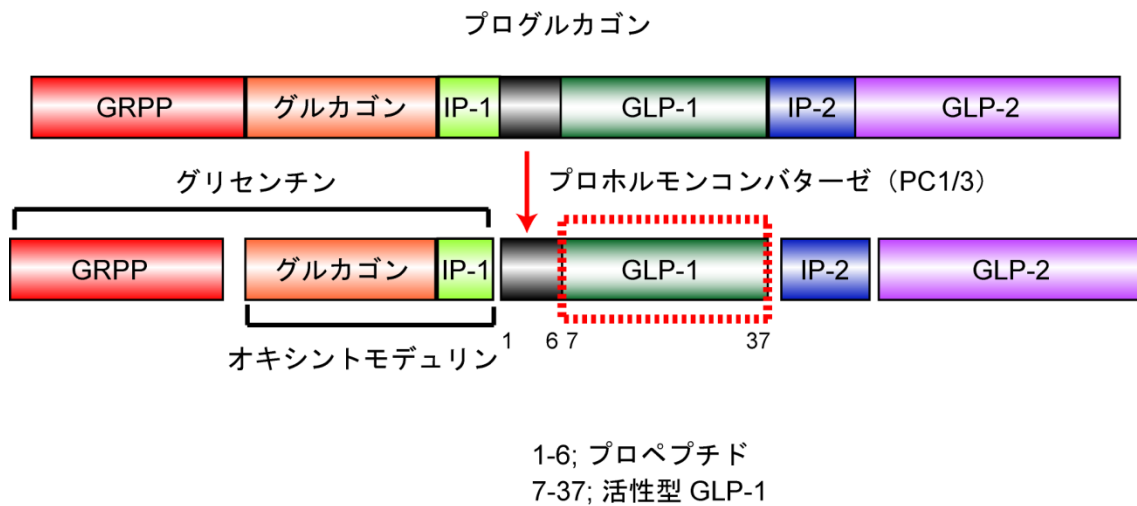 プログルカゴン
GRPP グルカゴン IP-1 GLP-1 IP-2 GLP-2
グリセンチン プロホルモンコンバターゼ（PC1/3）
GRPP グルカゴン IP-1 GLP-1 IP-2 GLP-2
オキシントモデュリン 1 6 7 37
1-6; プロペプチド
7-37; 活性型 GLP-1